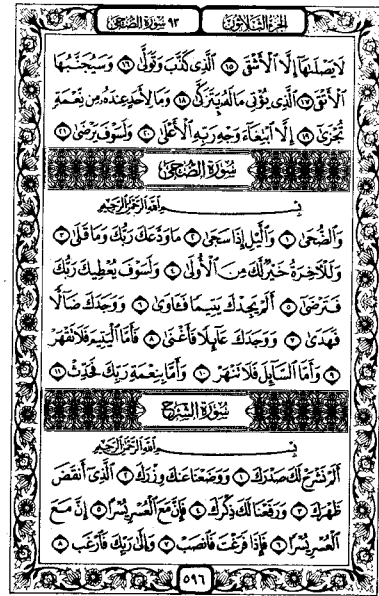 الجزء الثلاثون
٩٣ سورة الضحى
لَا يَصْلَىٰهَآ إِلَّا ٱلْأَشْقَى ١٥ ٱلَّذِى كَذَّبَ وَتَوَلَّىٰ ١٦ وَسَيُجَنَّبُهَا
ٱلْأَتْقَى ١٧ ٱلَّذِى يُؤْتِى مَالَهُۥ يَتَزَكَّىٰ ١٨ وَمَا لِأَحَدٍ عِندَهُۥ مِن نِّعْمَةٍ
تُجْزَىٰٓ ١٩ إِلَّا ٱبْتِغَآءَ وَجْهِ رَبِّهِ ٱلْأَعْلَىٰ ٢٠ وَلَسَوْفَ يَرْضَىٰ ٢١
سُورَةُ الضُّحَىٰ
بِسْمِ ٱللَّهِ ٱلرَّحْمَٰنِ ٱلرَّحِيمِ
وَٱلضُّحَىٰ ١ وَٱلَّيْلِ إِذَا سَجَىٰ ٢ مَا وَدَّعَكَ رَبُّكَ وَمَا قَلَىٰ ٣
وَلَلْءَاخِرَةُ خَيْرٌ لَّكَ مِنَ ٱلْأُولَىٰ ٤ وَلَسَوْفَ يُعْطِيكَ رَبُّكَ
فَتَرْضَىٰٓ ٥ أَلَمْ يَجِدْكَ يَتِيمًا فَـَٔاوَىٰ ٦ وَوَجَدَكَ ضَآلًّا
فَهَدَىٰ ٧ وَوَجَدَكَ عَآئِلًا فَأَغْنَىٰ ٨ فَأَمَّا ٱلْيَتِيمَ فَلَا تَقْهَرْ
٩ وَأَمَّا ٱلسَّآئِلَ فَلَا تَنْهَرْ ١٠ وَأَمَّا بِنِعْمَةِ رَبِّكَ فَحَدِّثْ ١١
سُورَةُ الشَّرْحِ
بِسْمِ ٱللَّهِ ٱلرَّحْمَٰنِ ٱلرَّحِيمِ
أَلَمْ نَشْرَحْ لَكَ صَدْرَكَ ١ وَوَضَعْنَا عَنكَ وِزْرَكَ ٢ ٱلَّذِىٓ أَنقَضَ
ظَهْرَكَ ٣ وَرَفَعْنَا لَكَ ذِكْرَكَ ٤ فَإِنَّ مَعَ ٱلْعُسْرِ يُسْرًا ٥ إِنَّ مَعَ
ٱلْعُسْرِ يُسْرًا ٦ فَإِذَا فَرَغْتَ فَٱنصَبْ ٧ وَإِلَىٰ رَبِّكَ فَٱرْغَب ٨
٥٩٦